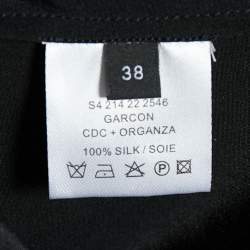 38
S4 214 22 2546
GARCON
CDC + ORGANZA
100% SILK / SOIE
P